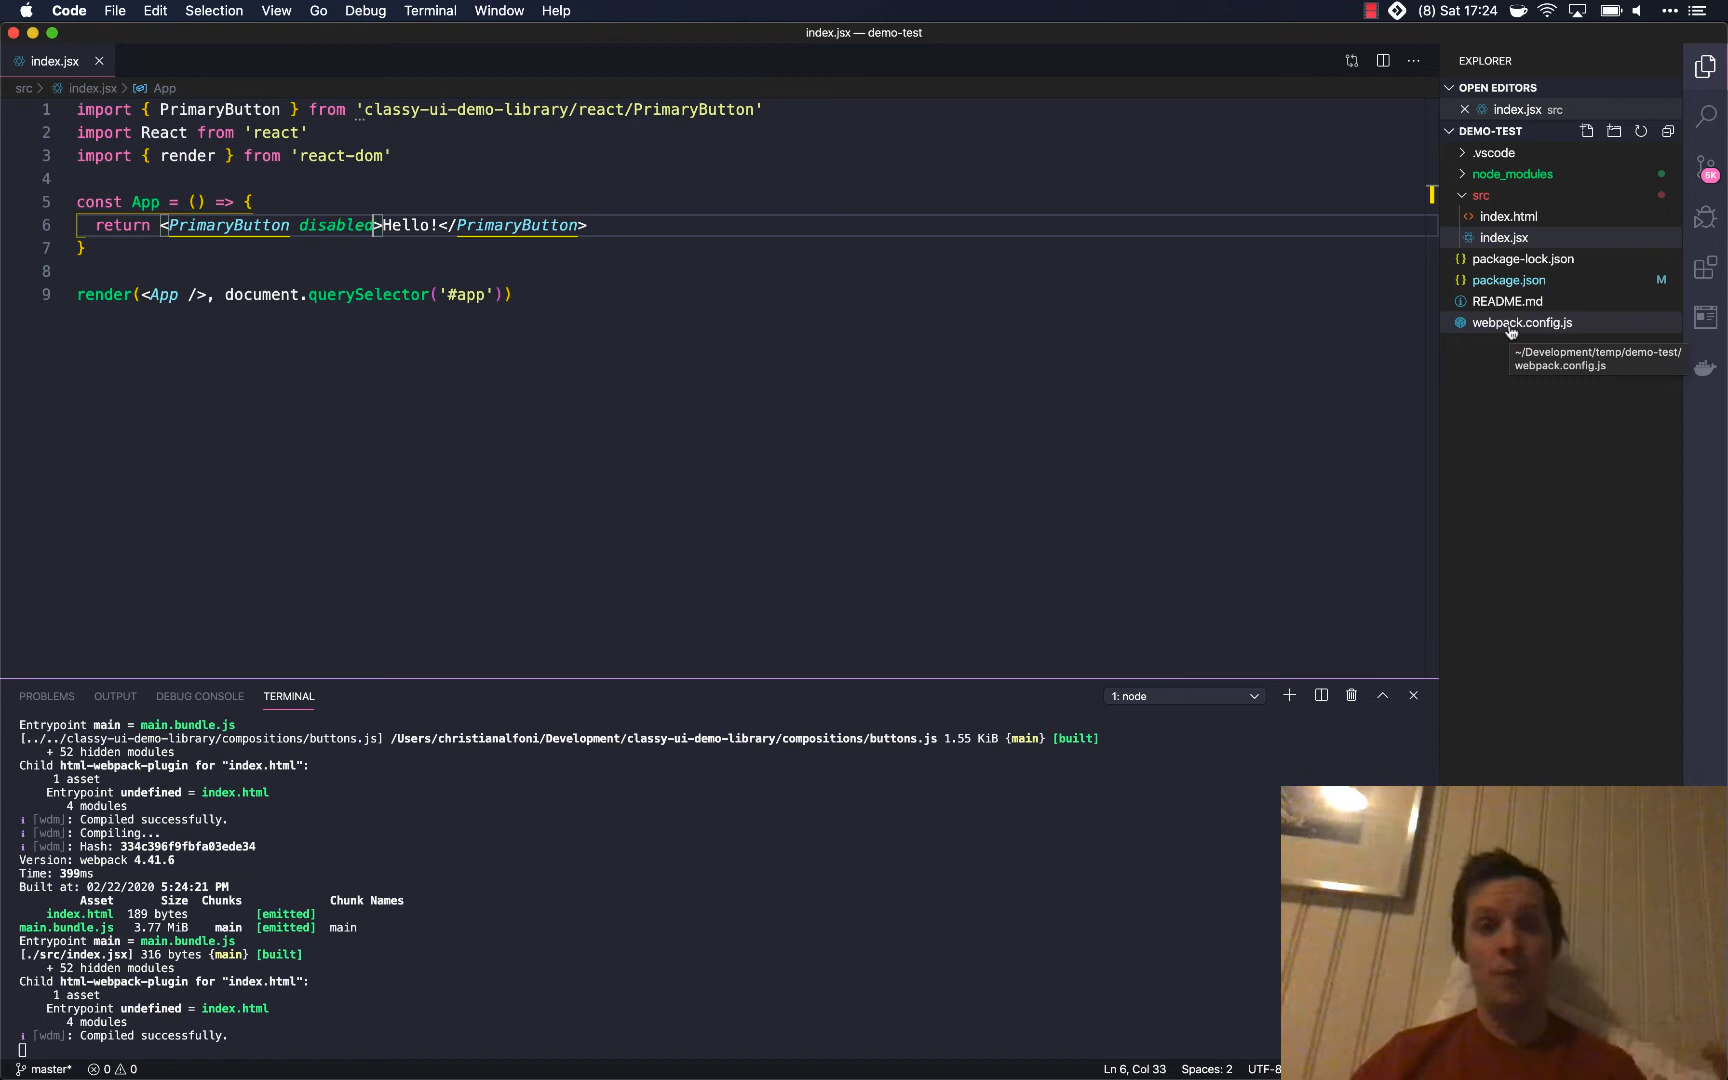 Code File Edit Selection View Go Debug Terminal Window Help
(8) Sat 17:24
index.jsx — demo-test
index.jsx
src > index.jsx > App
1 import { PrimaryButton } from 'classy-ui-demo-library/react/PrimaryButton'
2 import React from 'react'
3 import { render } from 'react-dom'
4
5 const App = () => {
6 return <PrimaryButton disabled>Hello!</PrimaryButton>
7 }
8
9 render(<App />, document.querySelector('#app'))
EXPLORER
OPEN EDITORS
index.jsx src
DEMO-TEST
.vscode
node_modules
src
index.html
index.jsx
package-lock.json
package.json M
README.md
webpack.config.js
~/Development/temp/demo-test/
webpack.config.js
5K
PROBLEMS OUTPUT DEBUG CONSOLE TERMINAL
1: node
Entrypoint main = main.bundle.js
[../../classy-ui-demo-library/compositions/buttons.js] /Users/christianalfoni/Development/classy-ui-demo-library/compositions/buttons.js 1.55 KiB {main} [built]
+ 52 hidden modules
Child html-webpack-plugin for "index.html":
1 asset
Entrypoint undefined = index.html
4 modules
i ｢wdm｣: Compiled successfully.
i ｢wdm｣: Compiling...
i ｢wdm｣: Hash: 334c396f9fbfa03ede34
Version: webpack 4.41.6
Time: 399ms
Built at: 02/22/2020 5:24:21 PM
Asset Size Chunks Chunk Names
index.html 189 bytes [emitted]
main.bundle.js 3.77 MiB main [emitted] main
Entrypoint main = main.bundle.js
[./src/index.jsx] 316 bytes {main} [built]
+ 52 hidden modules
Child html-webpack-plugin for "index.html":
1 asset
Entrypoint undefined = index.html
4 modules
i ｢wdm｣: Compiled successfully.
master* 0 0
Ln 6, Col 33 Spaces: 2 UTF-8